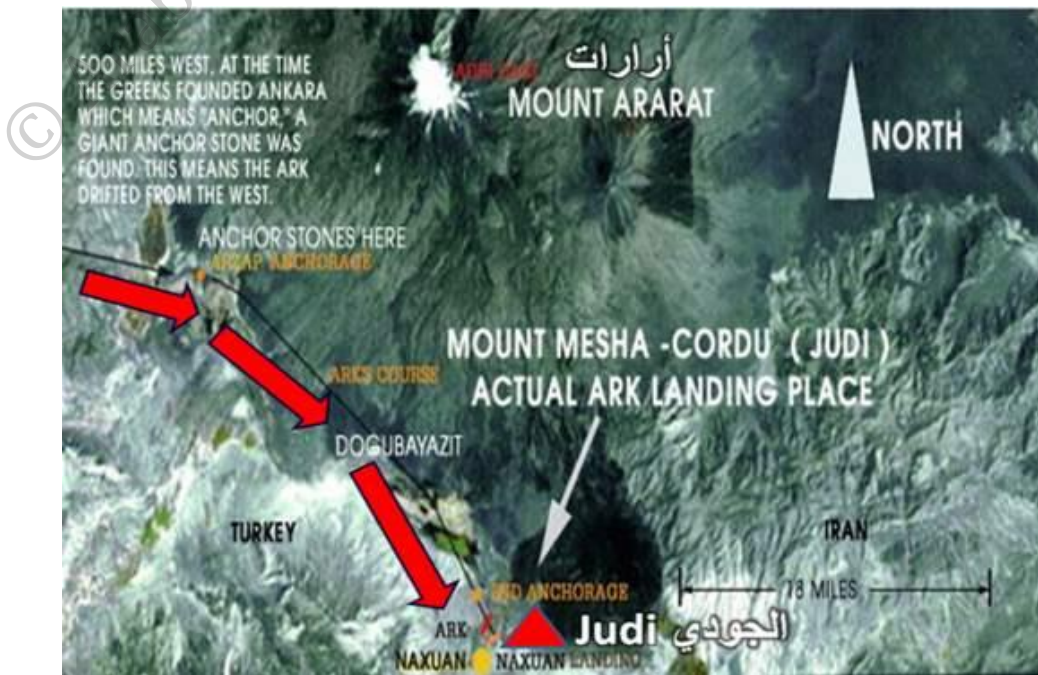 ©
500 MILES WEST, AT THE TIME
THE GREEKS FOUNDED ANKARA
WHICH MEANS "ANCHOR," A
GIANT ANCHOR STONE WAS
FOUND. THIS MEANS THE ARK
DRIFTED FROM THE WEST.
أرارات
MOUNT ARARAT
NORTH
ANCHOR STONES HERE
ARZAP ANCHORAGE
MOUNT MESHA -CORDU ( JUDI )
ACTUAL ARK LANDING PLACE
ARKS COURSE
DOGUBAYAZIT
TURKEY
IRAN
ANCHORAGE
MILES
ARK
Judi الجودي
NAXUAN
NAXUAN LANDING